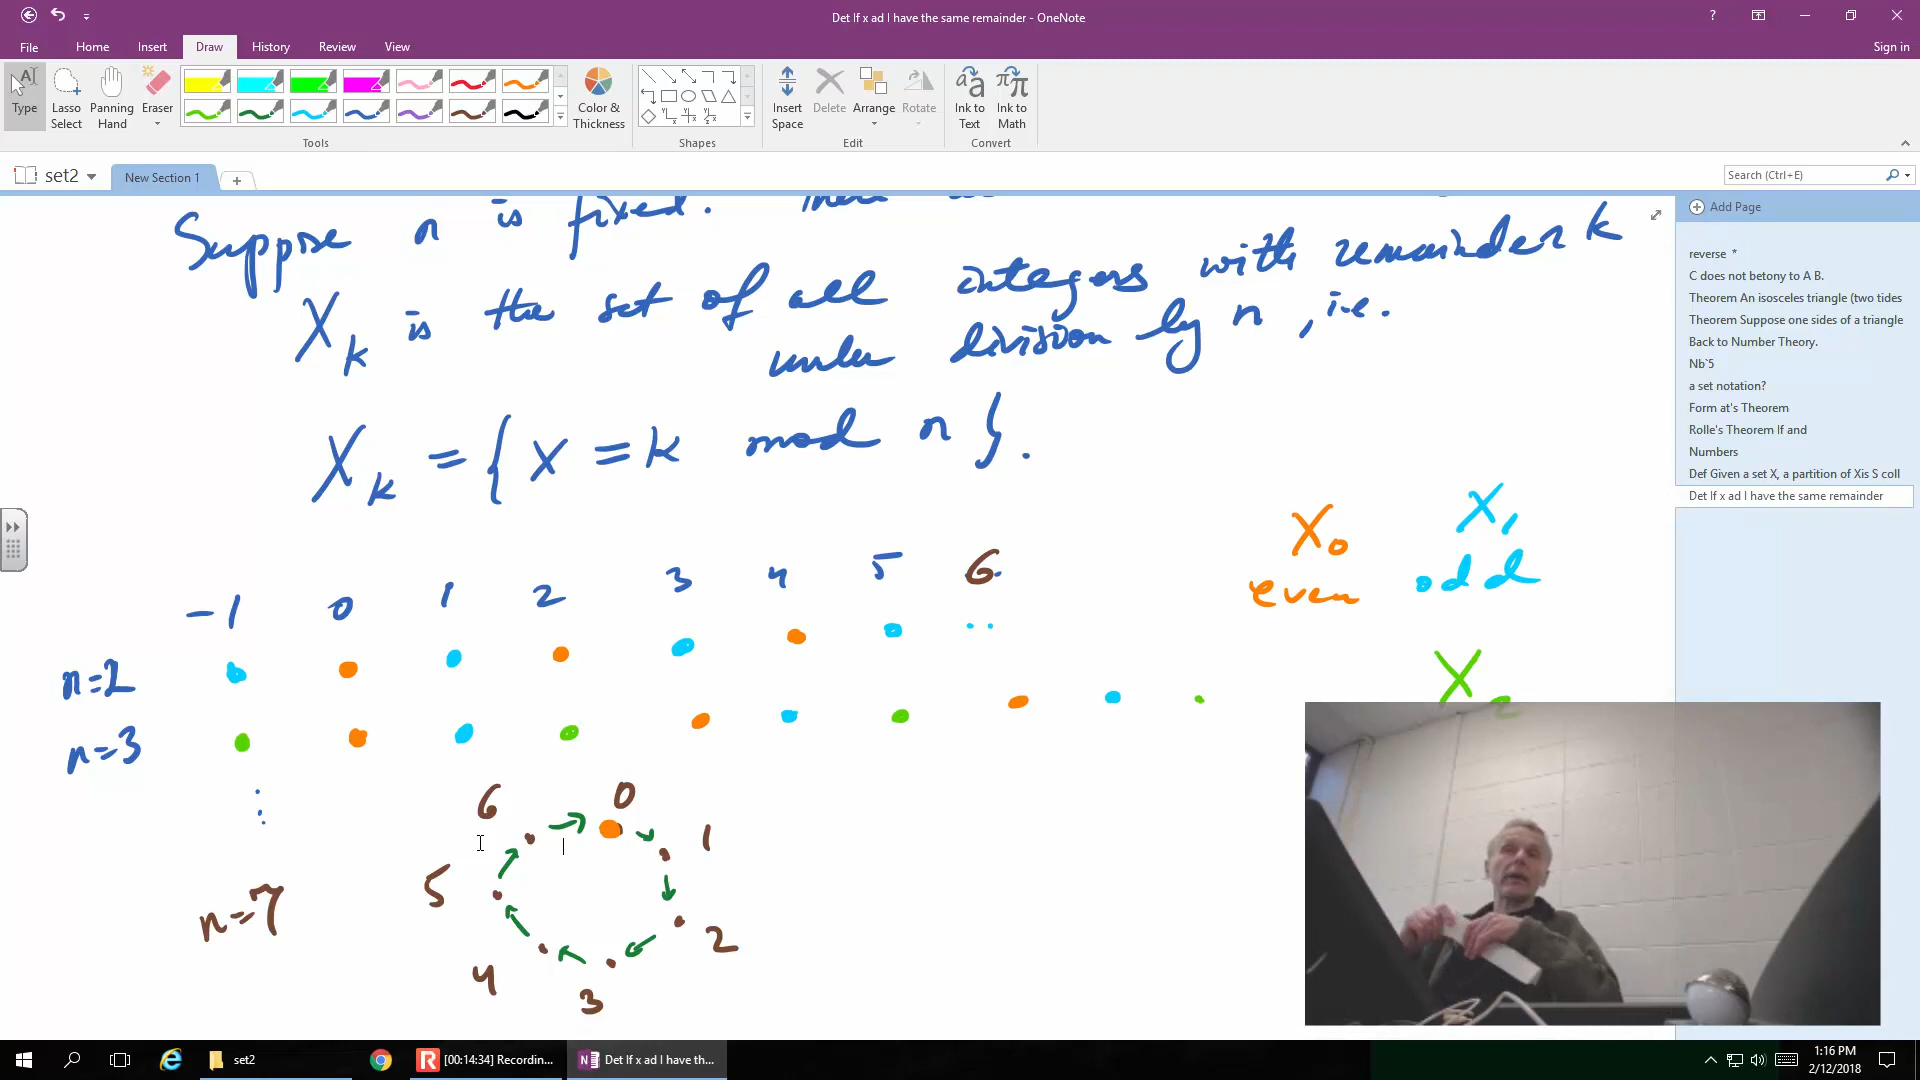 Det If x ad I have the same remainder - OneNote
File Home Insert Draw History Review View
Sign in
Type
Lasso Select
Panning Hand
Eraser
Color & Thickness
Insert Space
Delete
Arrange
Rotate
Ink to Text
Ink to Math
Tools
Shapes
Edit
Convert
set2
New Section 1
Search (Ctrl+E)
Add Page
reverse *
C does not betony to A B.
Theorem An isosceles triangle (two tides
Theorem Suppose one sides of a triangle
Back to Number Theory.
Nb`5
a set notation?
Form at's Theorem
Rolle's Theorem If and
Numbers
Def Given a set X, a partition of Xis S coll
Det If x ad I have the same remainder
Suppose n is fixed.
Xk is the set of all integers with remainder k
under division by n, i.e.
Xk = { x = k mod n }.
X0 X1
even odd
-1 0 1 2 3 4 5 6
n=2
X2
n=3
6 0
1
5
n=7
2
4
3
set2
[00:14:34] Recordin...
Det If x ad I have th...
1:16 PM
2/12/2018